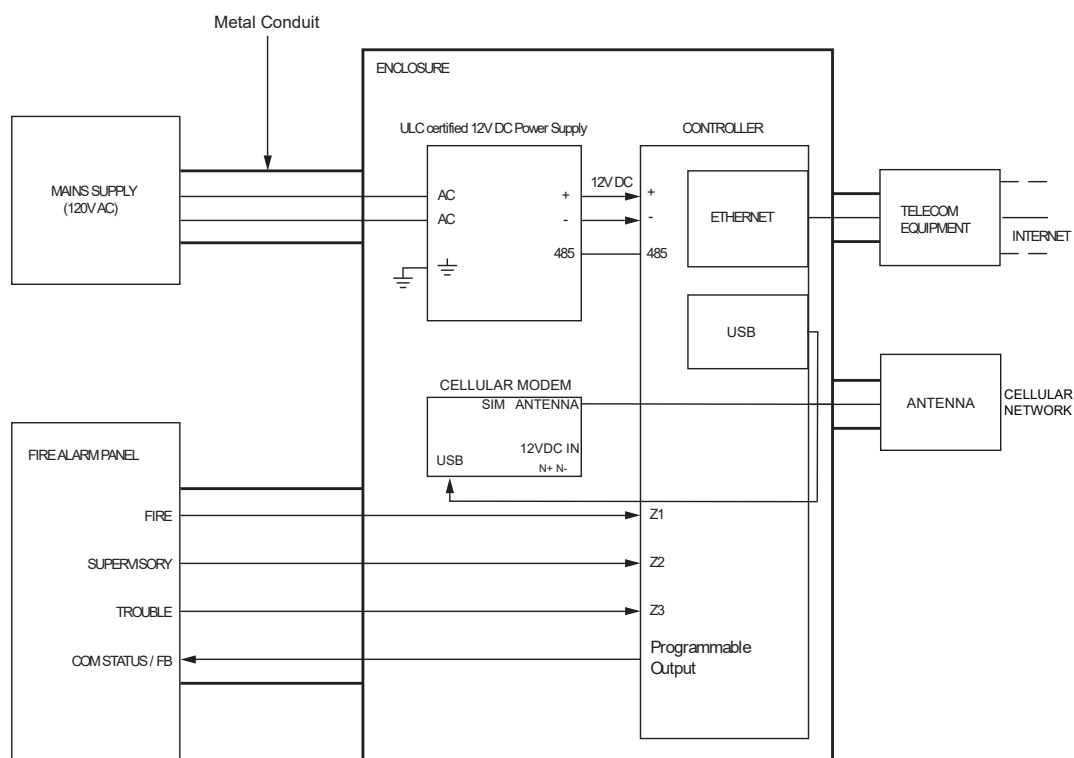 Metal Conduit
ENCLOSURE
ULC certified 12V DC Power Supply
CONTROLLER
MAINS SUPPLY
(120V AC)
AC
AC
+
-
485
12V DC
+
-
485
ETHERNET
TELECOM
EQUIPMENT
INTERNET
USB
CELLULAR MODEM
SIM ANTENNA
12VDC IN
USB
N+ N-
ANTENNA
CELLULAR
NETWORK
FIRE ALARM PANEL
FIRE
Z1
SUPERVISORY
Z2
TROUBLE
Z3
COM STATUS / FB
Programmable
Output